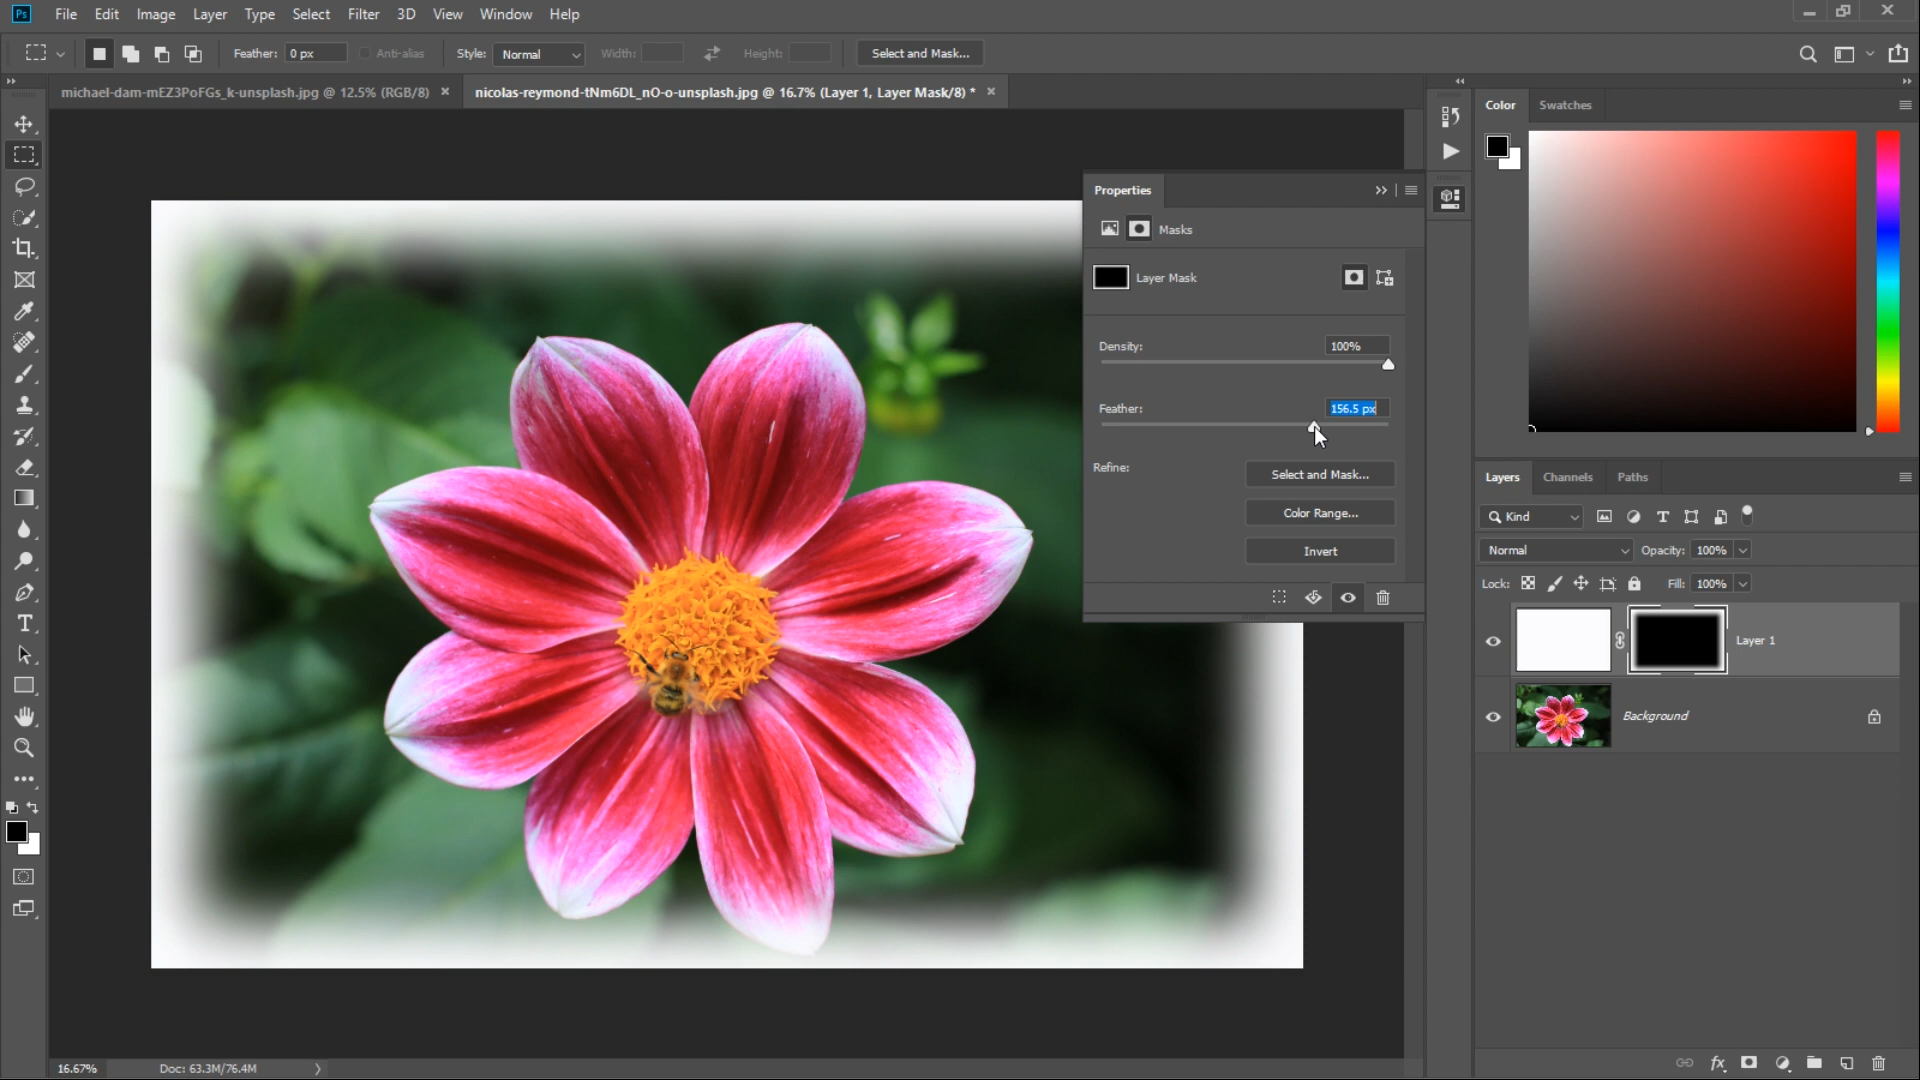 Ps File Edit Image Layer Type Select Filter 3D View Window Help
Feather: 0 px Anti-alias Style: Normal Width: Height: Select and Mask...
michael-dam-mEZ3PoFGs_k-unsplash.jpg @ 12.5% (RGB/8)
nicolas-reymond-tNm6DL_nO-o-unsplash.jpg @ 16.7% (Layer 1, Layer Mask/8) *
Color Swatches
Properties
Masks
Layer Mask
Density: 100%
Feather: 156.5 px
Refine: Select and Mask...
Color Range...
Invert
Layers Channels Paths
Kind
Normal Opacity: 100%
Lock: Fill: 100%
Layer 1
Background
16.67% Doc: 63.3M/76.4M
fx